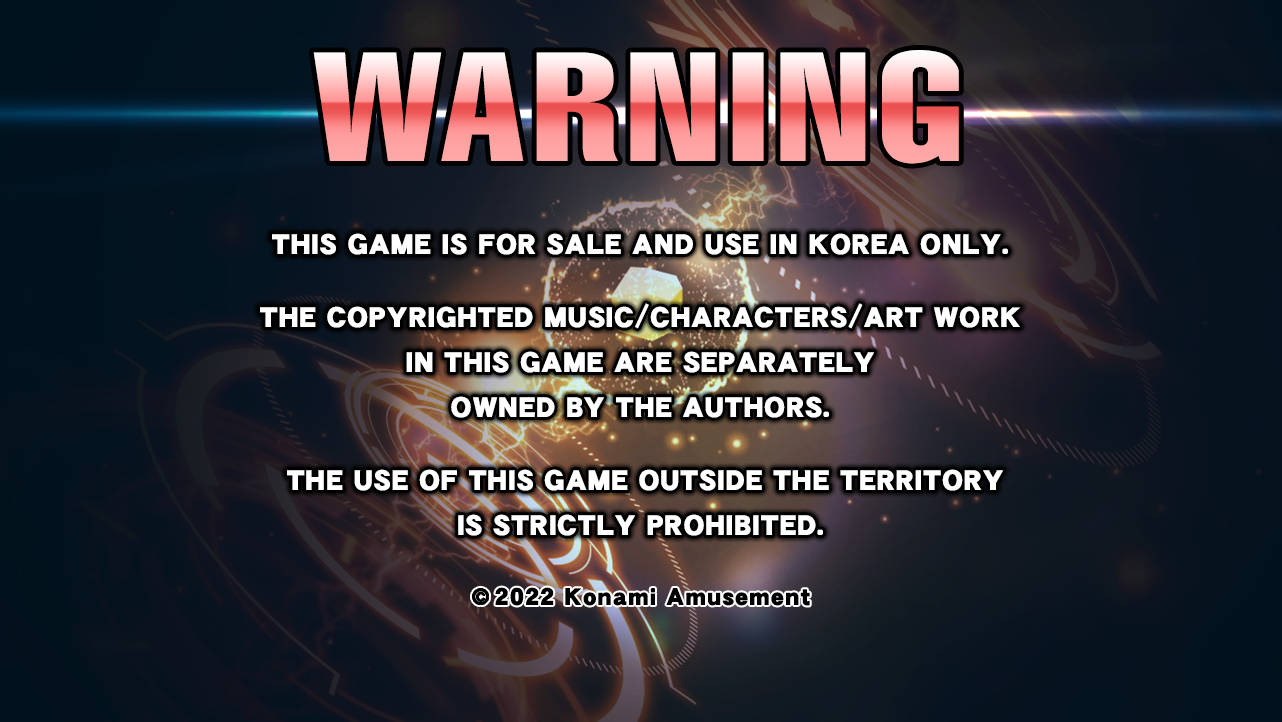 WARNING
THIS GAME IS FOR SALE AND USE IN KOREA ONLY.
THE COPYRIGHTED MUSIC/CHARACTERS/ART WORK
IN THIS GAME ARE SEPARATELY
OWNED BY THE AUTHORS.
THE USE OF THIS GAME OUTSIDE THE TERRITORY
IS STRICTLY PROHIBITED.
©2022 Konami Amusement